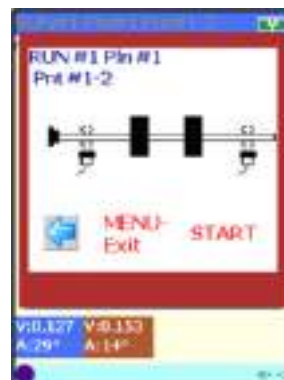 RUN #1 Pln #1
Pnt #1-2
MENU-
Exit
START
V:0.127 V:0.153
A:29° A:14°